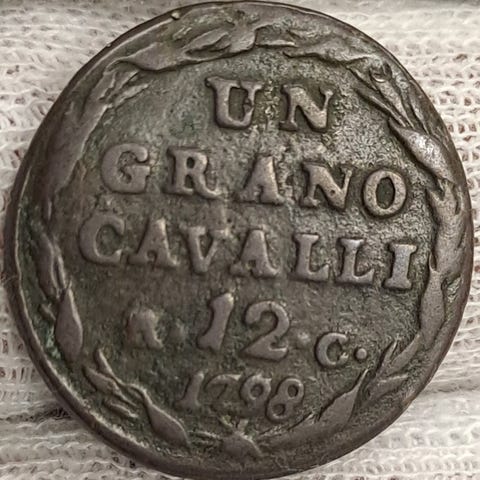 UN
GRANO
CAVALLI
A. 12. C.
1798